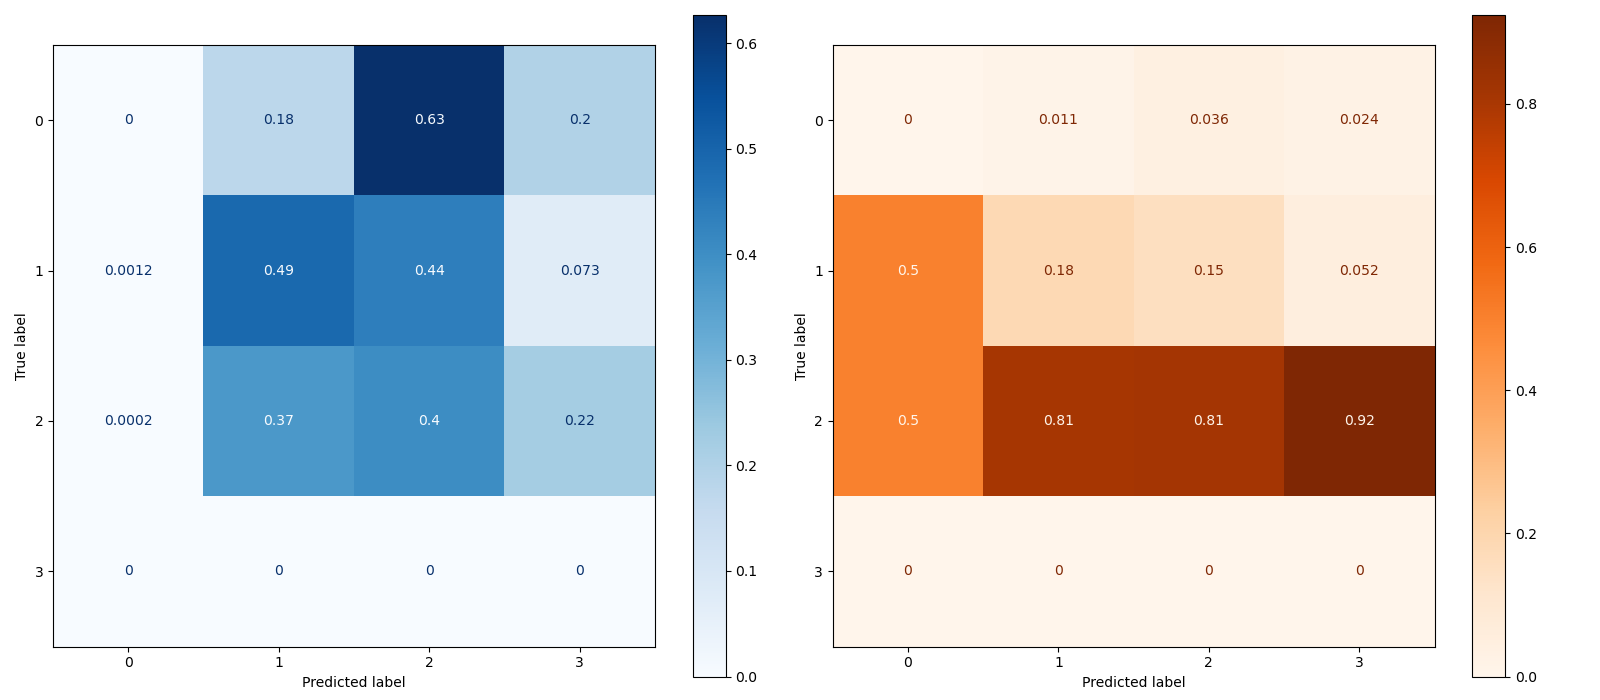 0 0 0.18 0.63 0.2
1 0.0012 0.49 0.44 0.073
2 0.0002 0.37 0.4 0.22
3 0 0 0 0
0 1 2 3
Predicted label
True label
0.6
0.5
0.4
0.3
0.2
0.1
0.0
0 0 0.011 0.036 0.024
1 0.5 0.18 0.15 0.052
2 0.5 0.81 0.81 0.92
3 0 0 0 0
0 1 2 3
Predicted label
True label
0.8
0.6
0.4
0.2
0.0